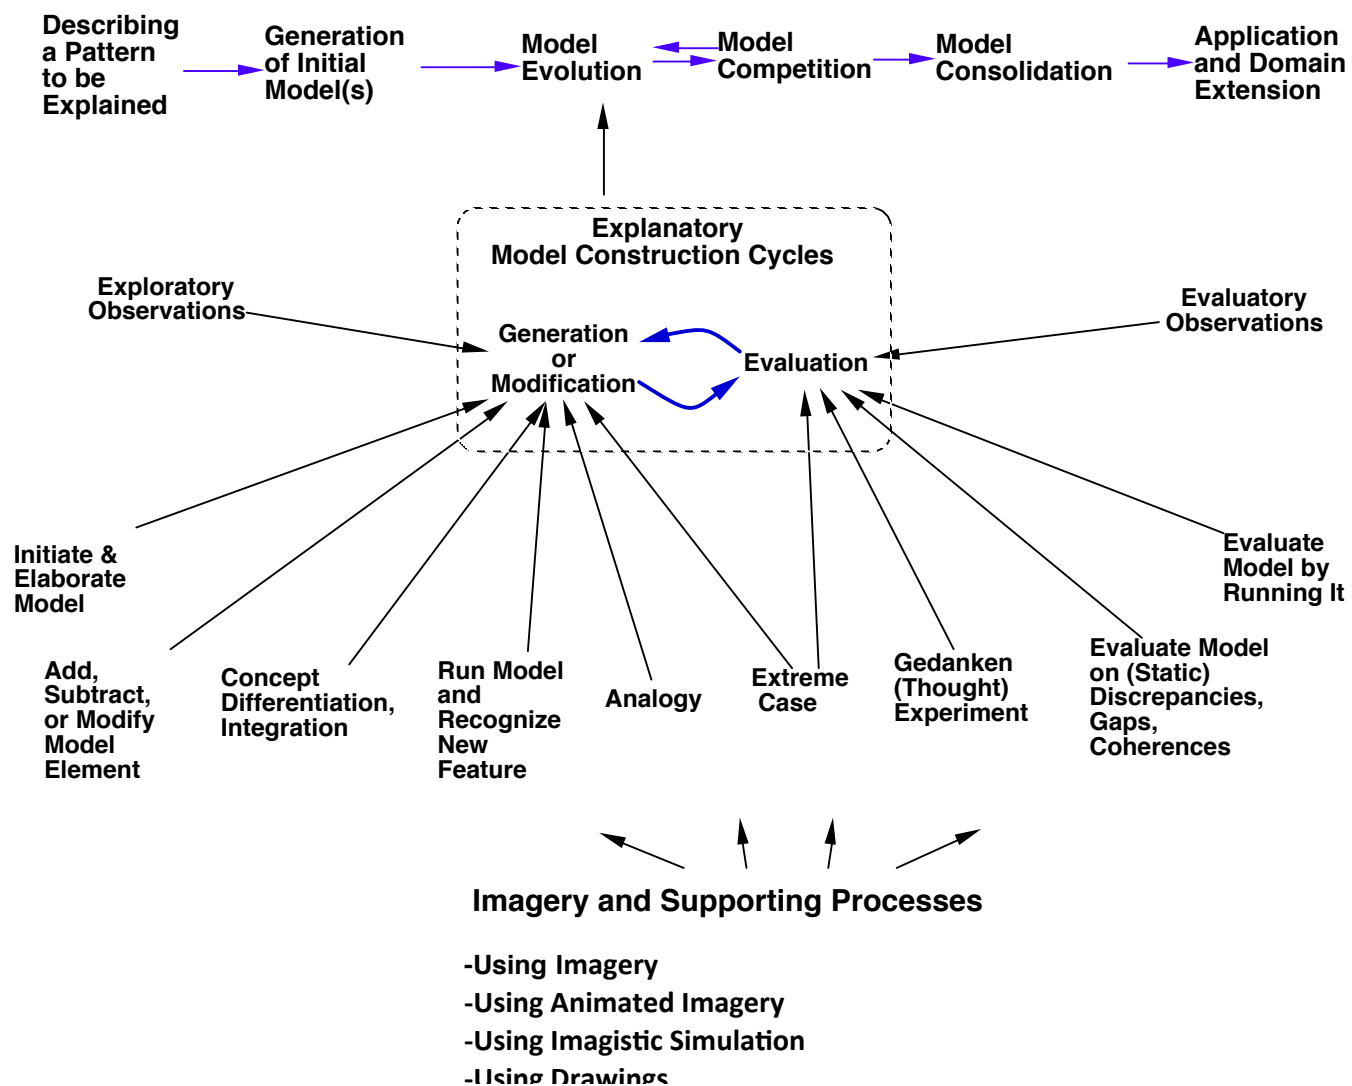 Describing
a Pattern
to be
Explained
Generation
of Initial
Model(s)
Model
Evolution
Model
Competition
Model
Consolidation
Application
and Domain
Extension
Explanatory
Model Construction Cycles
Exploratory
Observations
Generation
or
Modification
Evaluation
Evaluatory
Observations
Initiate &
Elaborate
Model
Add,
Subtract,
or Modify
Model
Element
Concept
Differentiation,
Integration
Run Model
and
Recognize
New
Feature
Analogy
Extreme
Case
Gedanken
(Thought)
Experiment
Evaluate Model
on (Static)
Discrepancies,
Gaps,
Coherences
Evaluate
Model by
Running It
Imagery and Supporting Processes
-Using Imagery
-Using Animated Imagery
-Using Imagistic Simulation
-Using Drawings